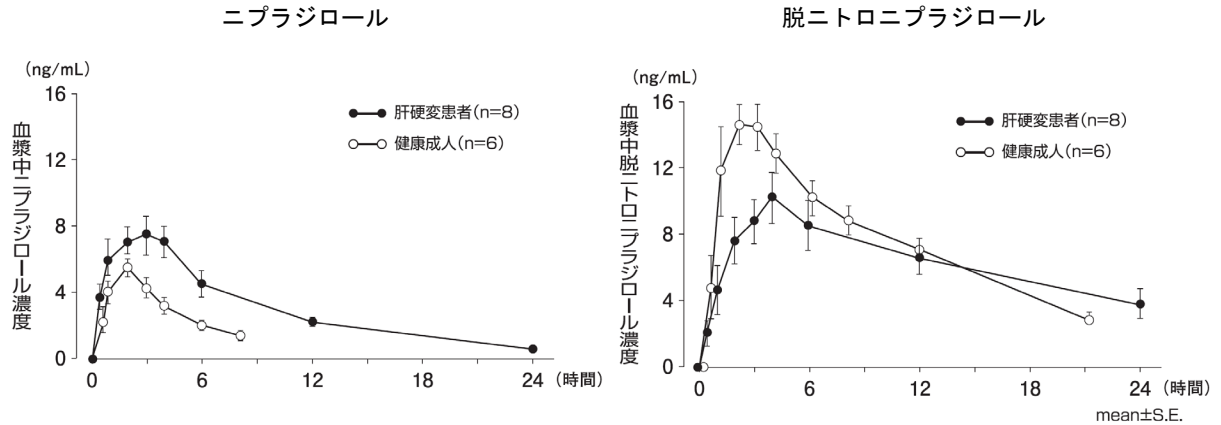 ニプラジロール
(ng/mL)
血漿中ニプラジロール濃度
16
12
8
4
0
肝硬変患者(n=8)
健康成人(n=6)
0 6 12 18 24 (時間)
脱ニトロニプラジロール
(ng/mL)
血漿中脱ニトロニプラジロール濃度
16
12
8
4
0
肝硬変患者(n=8)
健康成人(n=6)
0 6 12 18 24 (時間)
mean±S.E.